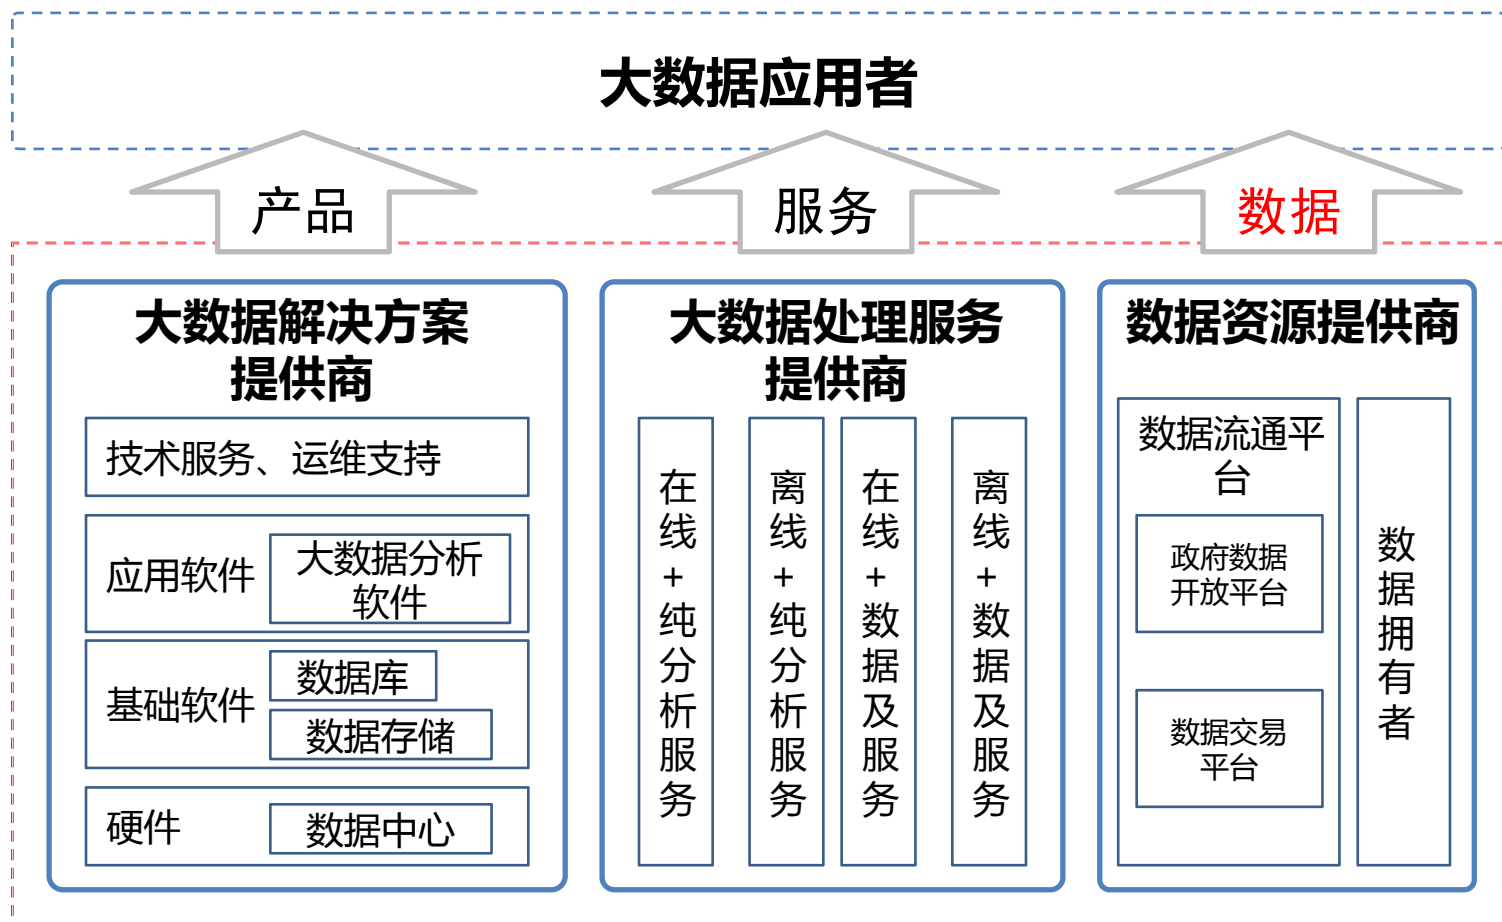 大数据应用者
产品
服务
数据
大数据解决方案
提供商
技术服务、运维支持
应用软件
大数据分析
软件
基础软件
数据库
数据存储
硬件
数据中心
大数据处理服务
提供商
在线+纯分析服务
离线+纯分析服务
在线+数据及服务
离线+数据及服务
数据资源提供商
数据流通平
台
政府数据
开放平台
数据交易
平台
数据拥有者